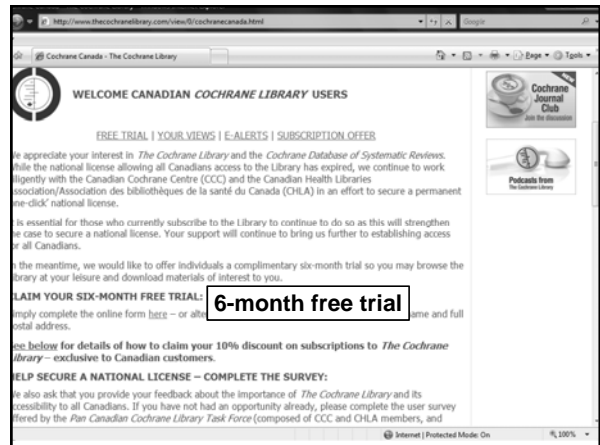 http://www.thecochranelibrary.com/view/0/cochranecanada.html
Google
Cochrane Canada - The Cochrane Library
Page
Tools
WELCOME CANADIAN COCHRANE LIBRARY USERS
FREE TRIAL | YOUR VIEWS | E-ALERTS | SUBSCRIPTION OFFER
e appreciate your interest in The Cochrane Library and the Cochrane Database of Systematic Reviews.
hile the national license allowing all Canadians access to the Library has expired, we continue to work
iligently with the Canadian Cochrane Centre (CCC) and the Canadian Health Libraries
ssociation/Association des bibliothèques de la santé du Canada (CHLA) in an effort to secure a permanent
ne-click' national license.
is essential for those who currently subscribe to the Library to continue to do so as this will strengthen
e case to secure a national license. Your support will continue to bring us further to establishing access
r all Canadians.
the meantime, we would like to offer individuals a complimentary six-month trial so you may browse the
brary at your leisure and download materials of interest to you.
LAIM YOUR SIX-MONTH FREE TRIAL:
6-month free trial
mply complete the online form here – or alte
ame and full
ostal address.
ee below for details of how to claim your 10% discount on subscriptions to The Cochrane
ibrary – exclusive to Canadian customers.
ELP SECURE A NATIONAL LICENSE – COMPLETE THE SURVEY:
e also ask that you provide your feedback about the importance of The Cochrane Library and its
ccessibility to all Canadians. If you have not had an opportunity already, please complete the user survey
ffered by the Pan Canadian Cochrane Library Task Force (composed of CCC and CHLA members, and
Cochrane
Journal
Club
Join the discussion
Podcasts from
The Cochrane Library
Internet | Protected Mode: On
100%